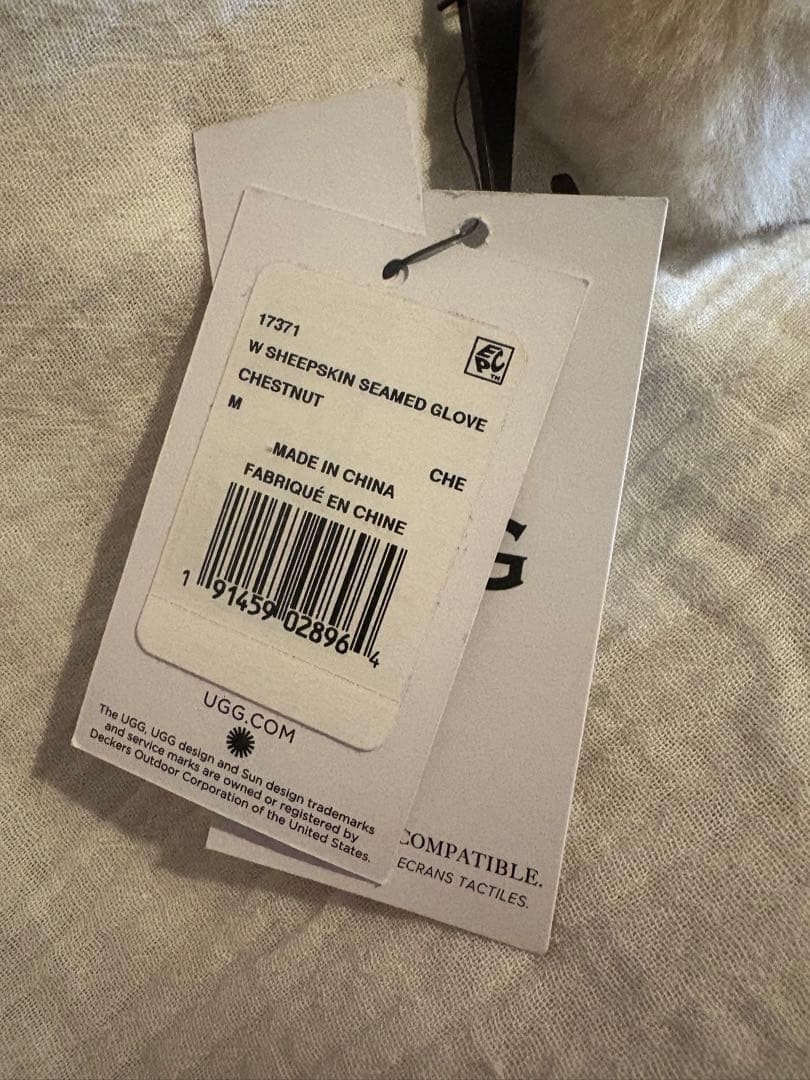 17371
W SHEEPSKIN SEAMED GLOVE
CHESTNUT
M
EPC™
CHE
MADE IN CHINA
FABRIQUÉ EN CHINE
1 91459 02896 4
UGG.COM
The UGG, UGG design and Sun design trademarks
and service marks are owned or registered by
Deckers Outdoor Corporation of the United States.
G
COMPATIBLE.
ECRANS TACTILES.